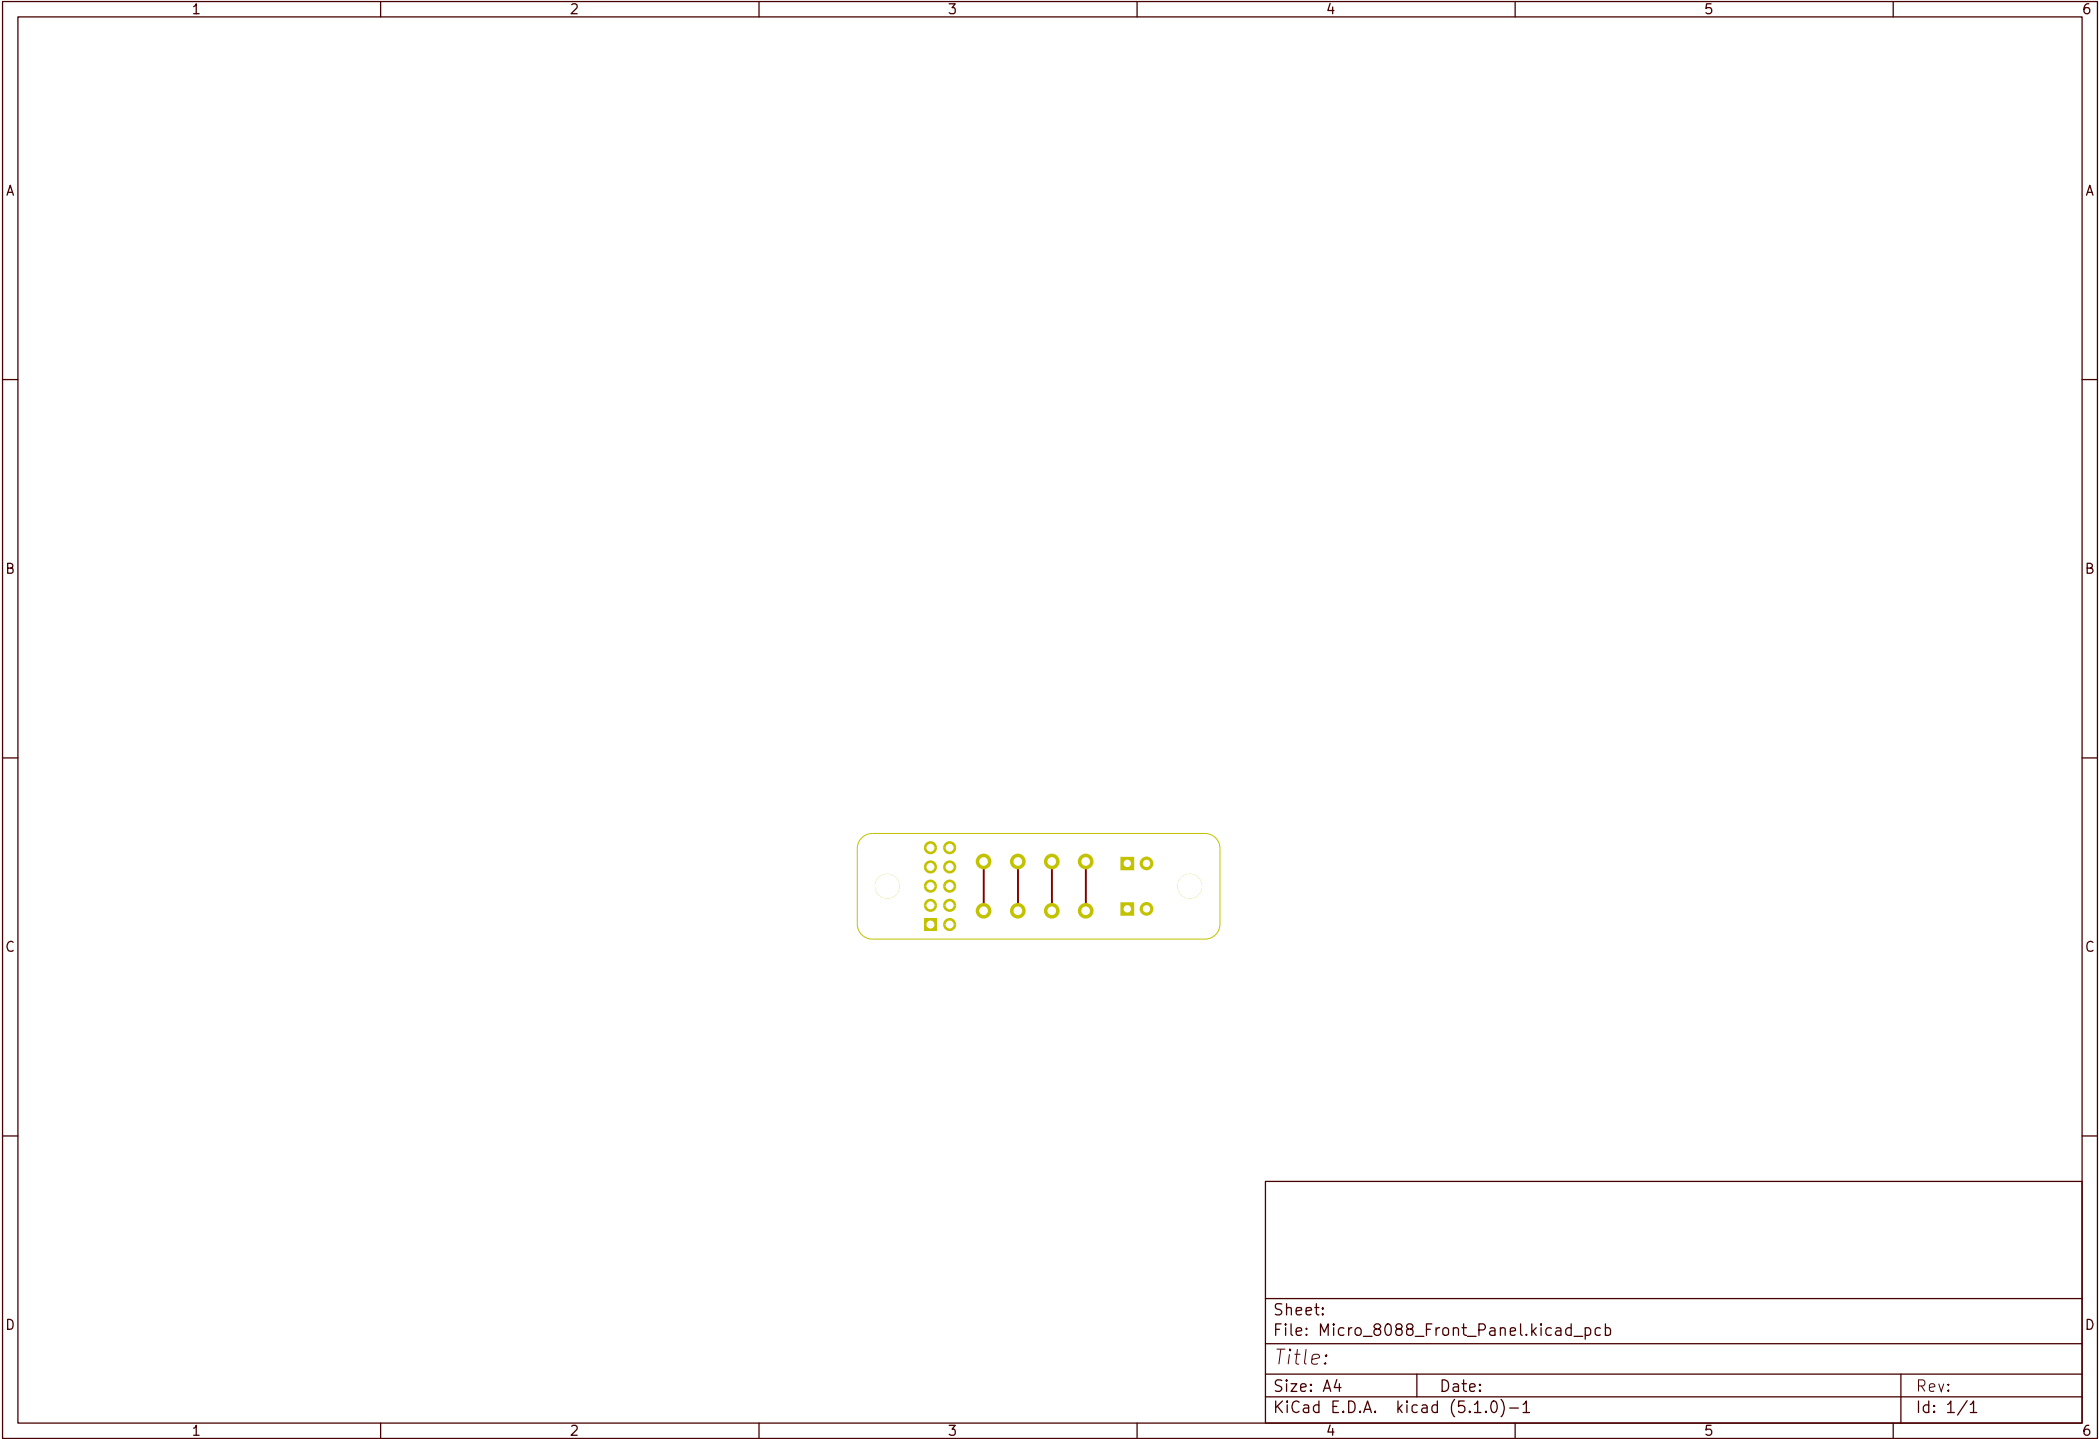 1 2 3 4 5 6
A A
B B
C C
D D
Sheet:
File: Micro_8088_Front_Panel.kicad_pcb
Title:
Size: A4 Date: Rev:
KiCad E.D.A. kicad (5.1.0)-1 Id: 1/1
1 2 3 4 5 6